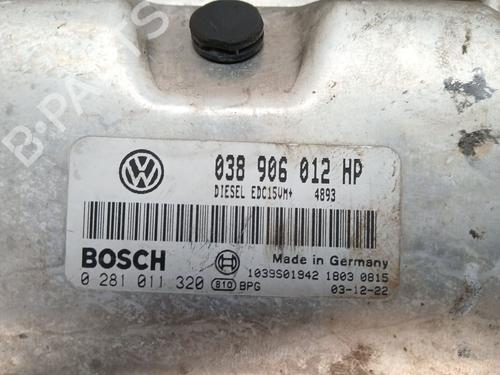 B-PARTS
038 906 012 HP
DIESEL EDC15VM+ 4893
BOSCH
Made in Germany
0 281 011 320 810 BPG
1039S01942 1803 0815
03-12-22